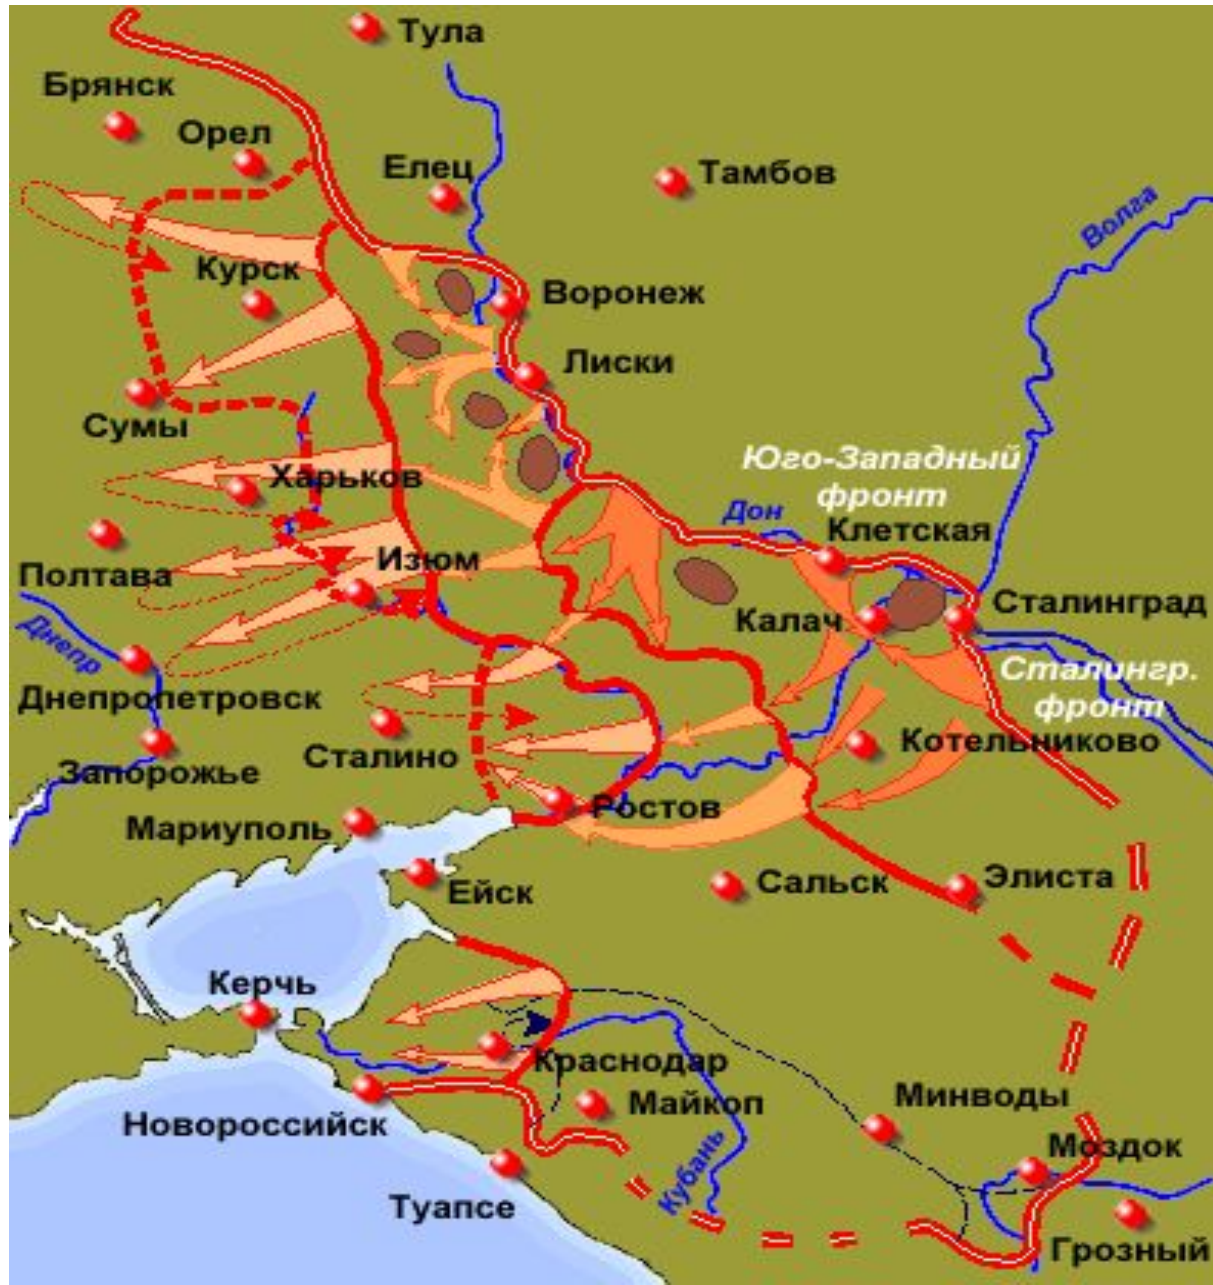 Тула
Брянск
Орел
Елец
Тамбов
Волга
Курск
Воронеж
Лиски
Сумы
Юго-Западный
фронт
Харьков
Дон
Клетская
Изюм
Полтава
Калач
Сталинград
Днепр
Сталингр.
фронт
Днепропетровск
Сталино
Котельниково
Запорожье
Ростов
Мариуполь
Ейск
Сальск
Элиста
Керчь
Краснодар
Майкоп
Минводы
Новороссийск
Моздок
Кубань
Туапсе
Грозный